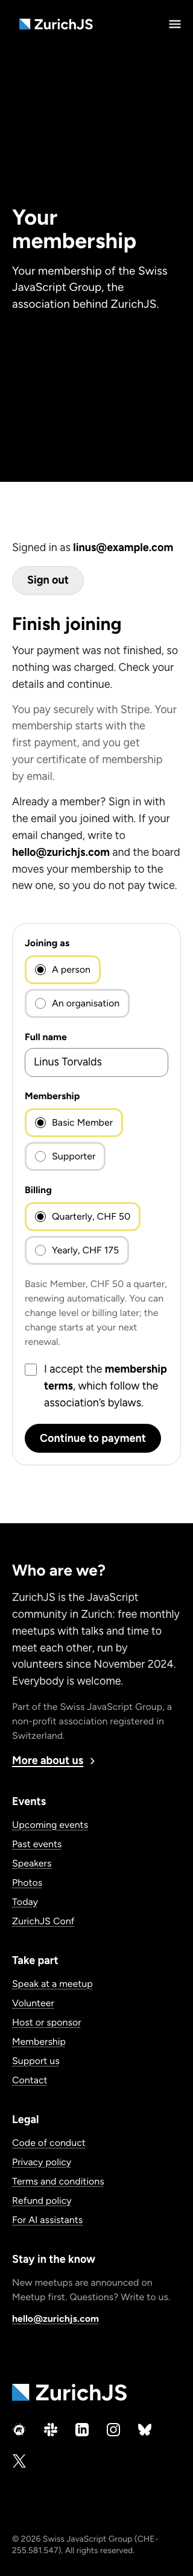 ZurichJS
Your
membership
Your membership of the Swiss
JavaScript Group, the
association behind ZurichJS.
Signed in as linus@example.com
Sign out
Finish joining
Your payment was not finished, so
nothing was charged. Check your
details and continue.
You pay securely with Stripe. Your
membership starts with the
first payment, and you get
your certificate of membership
by email.
Already a member? Sign in with
the email you joined with. If your
email changed, write to
hello@zurichjs.com and the board
moves your membership to the
new one, so you do not pay twice.
Joining as
A person
An organisation
Full name
Linus Torvalds
Membership
Basic Member
Supporter
Billing
Quarterly, CHF 50
Yearly, CHF 175
Basic Member, CHF 50 a quarter,
renewing automatically. You can
change level or billing later; the
change starts at your next
renewal.
I accept the membership
terms, which follow the
association's bylaws.
Continue to payment
Who are we?
ZurichJS is the JavaScript
community in Zurich: free monthly
meetups with talks and time to
meet each other, run by
volunteers since November 2024.
Everybody is welcome.
Part of the Swiss JavaScript Group, a
non-profit association registered in
Switzerland.
More about us
Events
Upcoming events
Past events
Speakers
Photos
Today
ZurichJS Conf
Take part
Speak at a meetup
Volunteer
Host or sponsor
Membership
Support us
Contact
Legal
Code of conduct
Privacy policy
Terms and conditions
Refund policy
For AI assistants
Stay in the know
New meetups are announced on
Meetup first. Questions? Write to us.
hello@zurichjs.com
ZurichJS
© 2026 Swiss JavaScript Group (CHE-
255.581.547). All rights reserved.